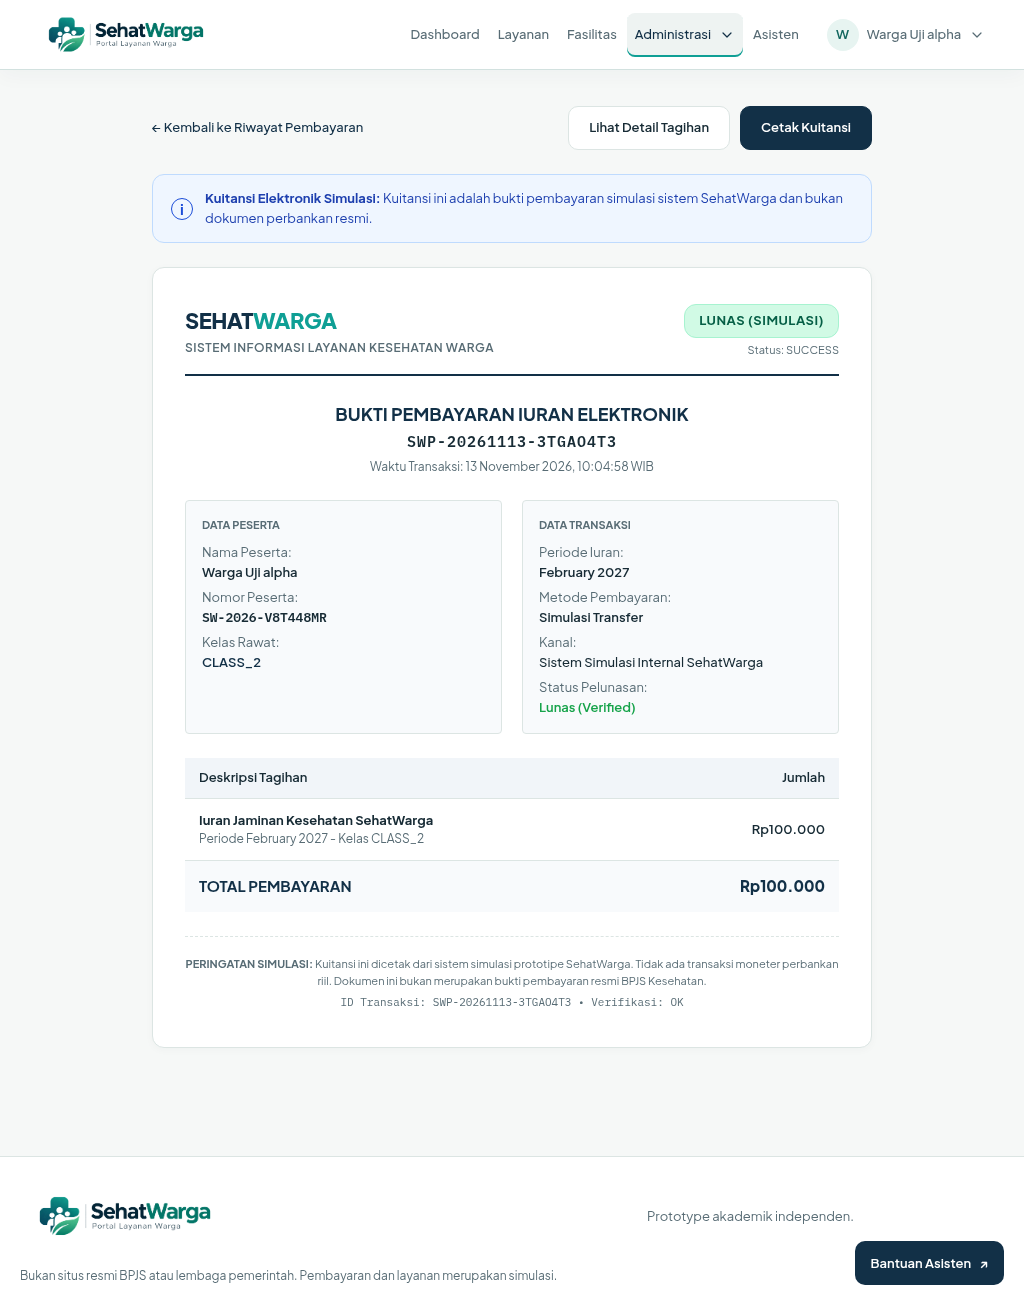 SehatWarga
Portal Layanan Warga
Dashboard Layanan Fasilitas Administrasi Asisten W Warga Uji alpha
← Kembali ke Riwayat Pembayaran
Lihat Detail Tagihan
Cetak Kuitansi
Kuitansi Elektronik Simulasi: Kuitansi ini adalah bukti pembayaran simulasi sistem SehatWarga dan bukan
dokumen perbankan resmi.
SEHATWARGA
SISTEM INFORMASI LAYANAN KESEHATAN WARGA
LUNAS (SIMULASI)
Status: SUCCESS
BUKTI PEMBAYARAN IURAN ELEKTRONIK
SWP-20261113-3TGAO4T3
Waktu Transaksi: 13 November 2026, 10:04:58 WIB
DATA PESERTA
Nama Peserta:
Warga Uji alpha
Nomor Peserta:
SW-2026-V8T448MR
Kelas Rawat:
CLASS_2
DATA TRANSAKSI
Periode Iuran:
February 2027
Metode Pembayaran:
Simulasi Transfer
Kanal:
Sistem Simulasi Internal SehatWarga
Status Pelunasan:
Lunas (Verified)
Deskripsi Tagihan Jumlah
Iuran Jaminan Kesehatan SehatWarga
Periode February 2027 - Kelas CLASS_2
Rp100.000
TOTAL PEMBAYARAN Rp100.000
PERINGATAN SIMULASI: Kuitansi ini dicetak dari sistem simulasi prototipe SehatWarga. Tidak ada transaksi moneter perbankan
riil. Dokumen ini bukan merupakan bukti pembayaran resmi BPJS Kesehatan.
ID Transaksi: SWP-20261113-3TGAO4T3 • Verifikasi: OK
SehatWarga
Portal Layanan Warga
Prototype akademik independen.
Bantuan Asisten ↗
Bukan situs resmi BPJS atau lembaga pemerintah. Pembayaran dan layanan merupakan simulasi.